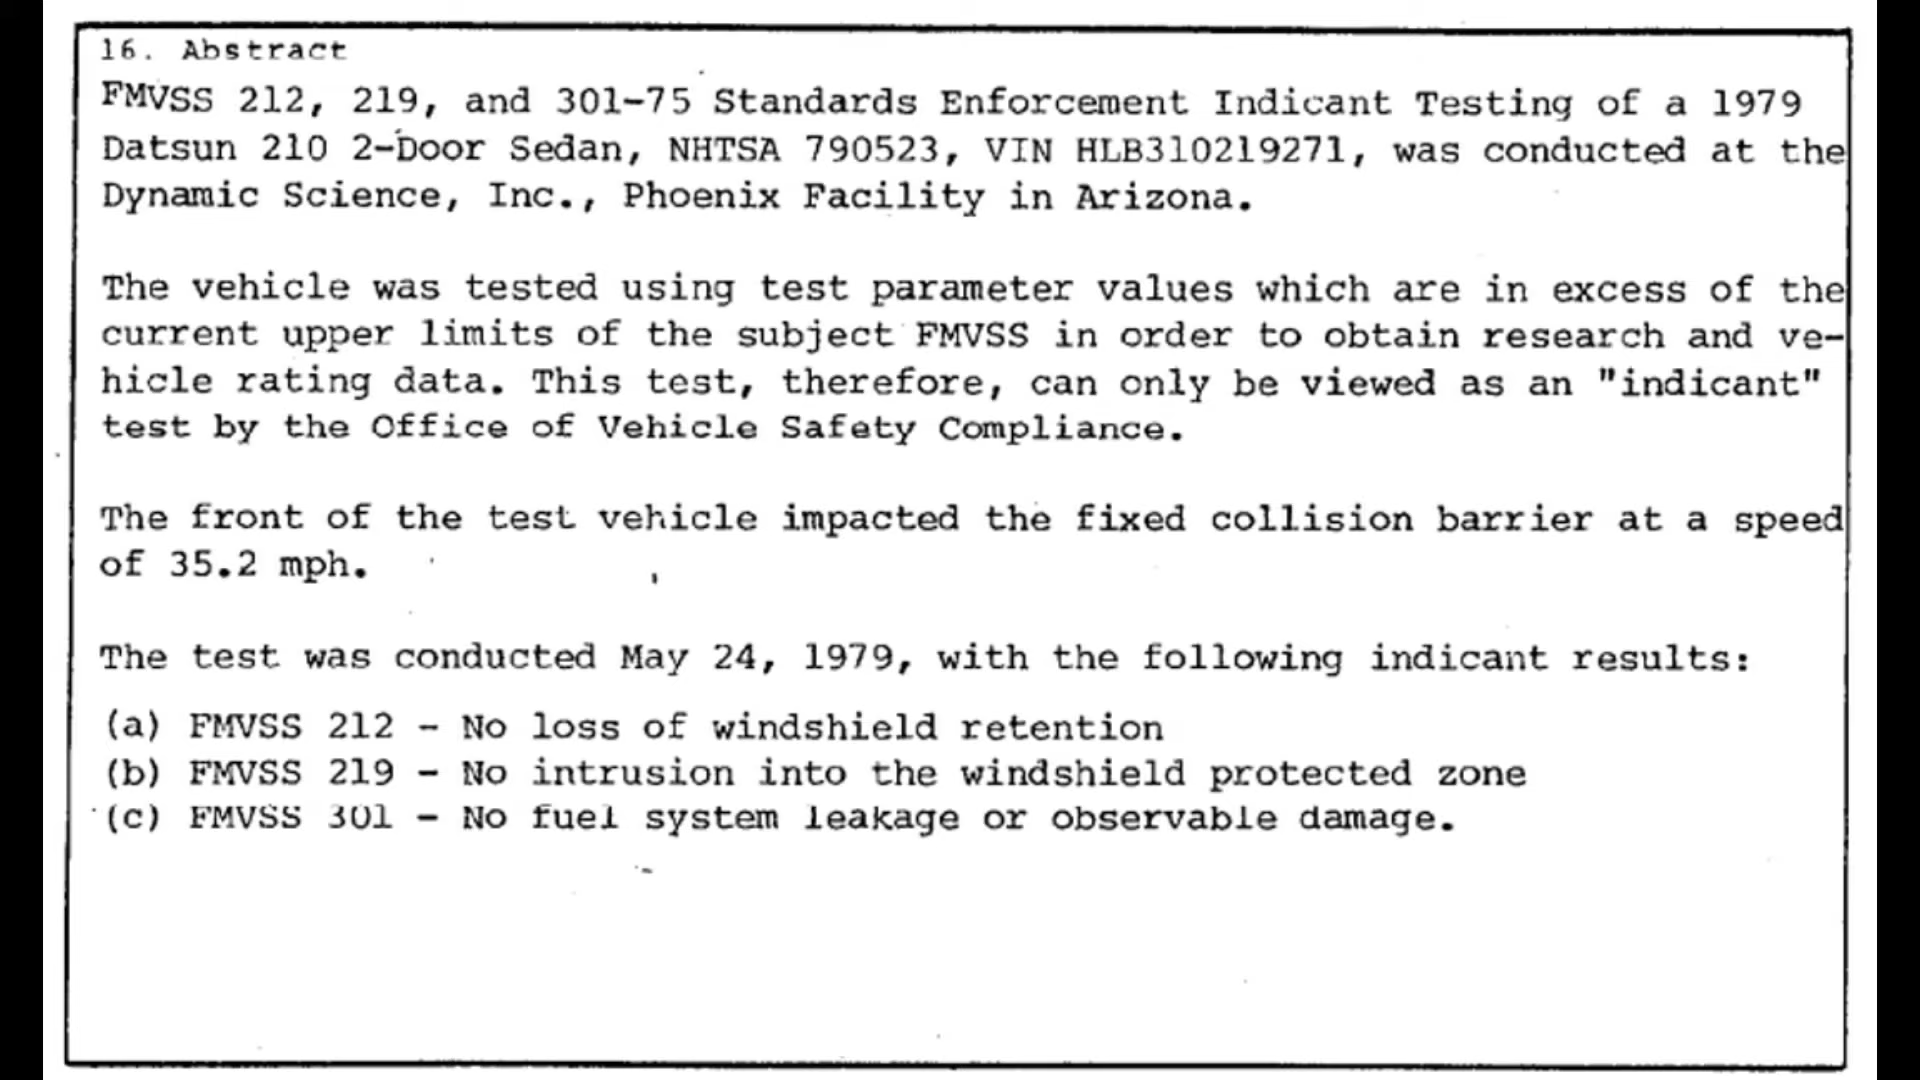 16. Abstract
FMVSS 212, 219, and 301-75 Standards Enforcement Indicant Testing of a 1979
Datsun 210 2-Door Sedan, NHTSA 790523, VIN HLB310219271, was conducted at the
Dynamic Science, Inc., Phoenix Facility in Arizona.
The vehicle was tested using test parameter values which are in excess of the
current upper limits of the subject FMVSS in order to obtain research and ve-
hicle rating data. This test, therefore, can only be viewed as an "indicant"
test by the Office of Vehicle Safety Compliance.
The front of the test vehicle impacted the fixed collision barrier at a speed
of 35.2 mph.
The test was conducted May 24, 1979, with the following indicant results:
(a) FMVSS 212 - No loss of windshield retention
(b) FMVSS 219 - No intrusion into the windshield protected zone
(c) FMVSS 301 - No fuel system leakage or observable damage.